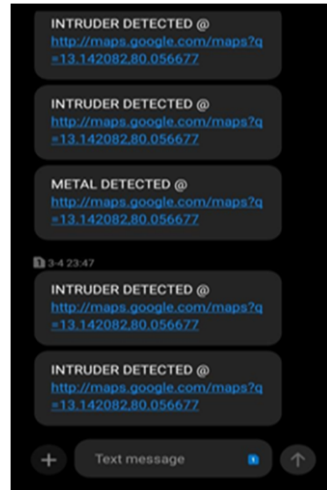 INTRUDER DETECTED @
http://maps.google.com/maps?q
=13.142082,80.056677
INTRUDER DETECTED @
http://maps.google.com/maps?q
=13.142082,80.056677
METAL DETECTED @
http://maps.google.com/maps?q
=13.142082,80.056677
1 3-4 23:47
INTRUDER DETECTED @
http://maps.google.com/maps?q
=13.142082,80.056677
INTRUDER DETECTED @
http://maps.google.com/maps?q
=13.142082,80.056677
Text message
1